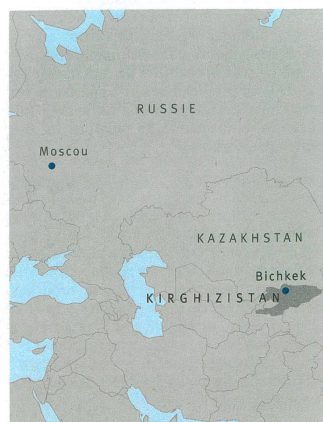 RUSSIE
Moscou
KAZAKHSTAN
Bichkek
KIRGHIZISTAN